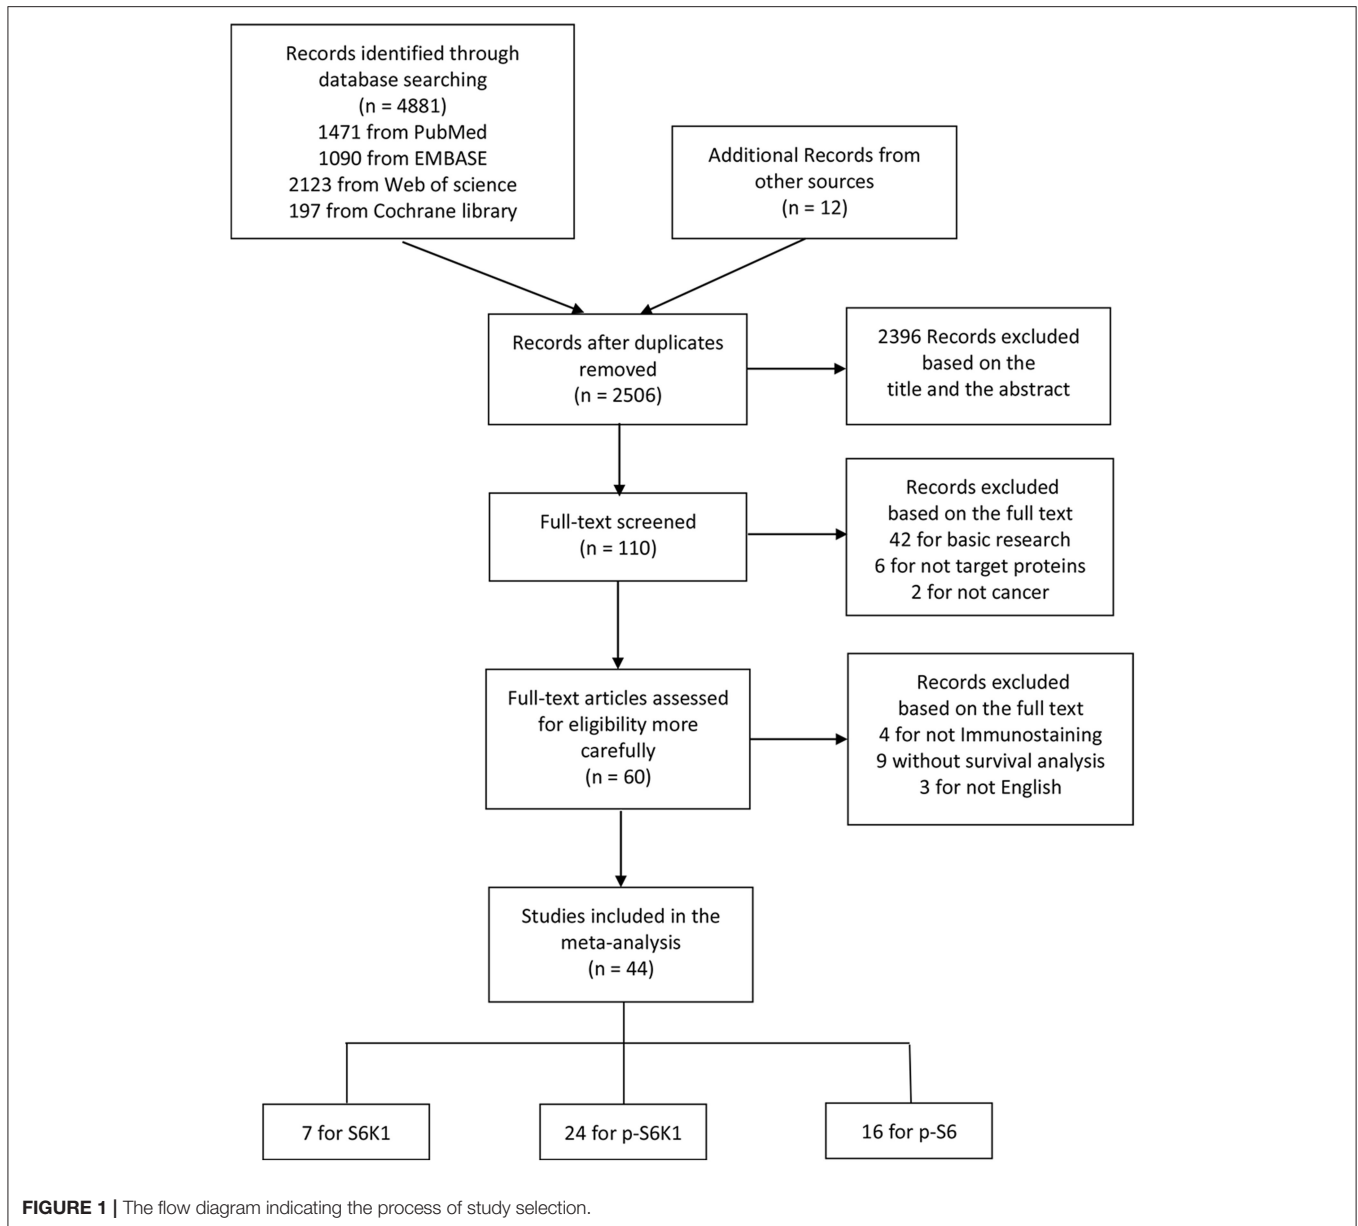 Records identified through
database searching
(n = 4881)
1471 from PubMed
1090 from EMBASE
2123 from Web of science
197 from Cochrane library
Additional Records from
other sources
(n = 12)
Records after duplicates
removed
(n = 2506)
2396 Records excluded
based on the
title and the abstract
Full-text screened
(n = 110)
Records excluded
based on the full text
42 for basic research
6 for not target proteins
2 for not cancer
Full-text articles assessed
for eligibility more
carefully
(n = 60)
Records excluded
based on the full text
4 for not Immunostaining
9 without survival analysis
3 for not English
Studies included in the
meta-analysis
(n = 44)
7 for S6K1
24 for p-S6K1
16 for p-S6
FIGURE 1 | The flow diagram indicating the process of study selection.